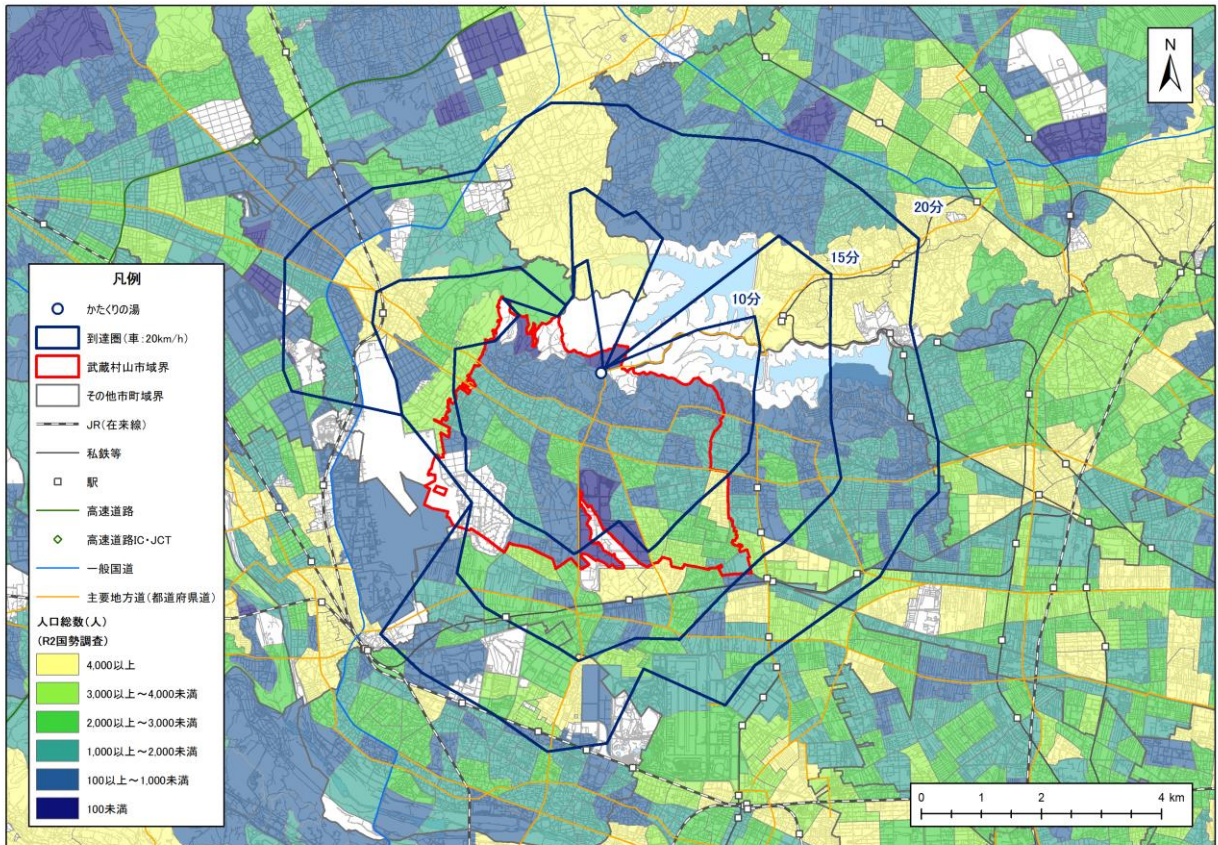 N
20分
15分
10分
凡例
かたくりの湯
到達圏(車:20km/h)
武蔵村山市域界
その他市町域界
JR(在来線)
私鉄等
駅
高速道路
高速道路IC・JCT
一般国道
主要地方道(都道府県道)
人口総数(人)
(R2国勢調査)
4,000以上
3,000以上～4,000未満
2,000以上～3,000未満
1,000以上～2,000未満
100以上～1,000未満
100未満
0 1 2 4 km